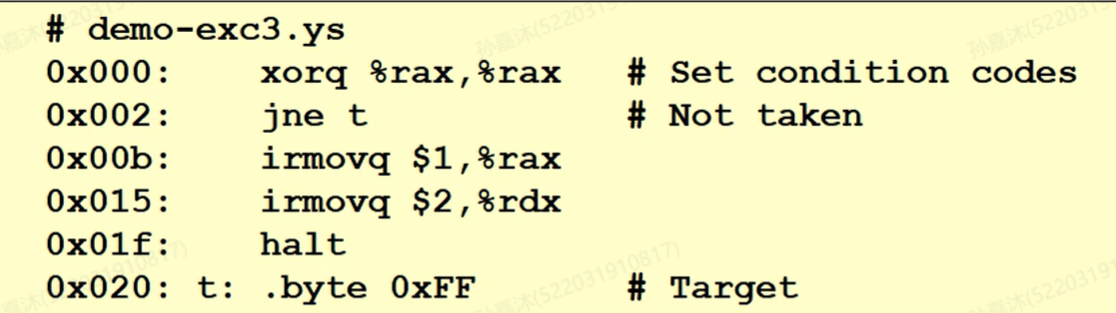 # demo-exc3.ys
0x000:    xorq %rax,%rax   # Set condition codes
0x002:    jne t            # Not taken
0x00b:    irmovq $1,%rax
0x015:    irmovq $2,%rdx
0x01f:    halt
0x020: t: .byte 0xFF       # Target
孙嘉沐(522031910817)